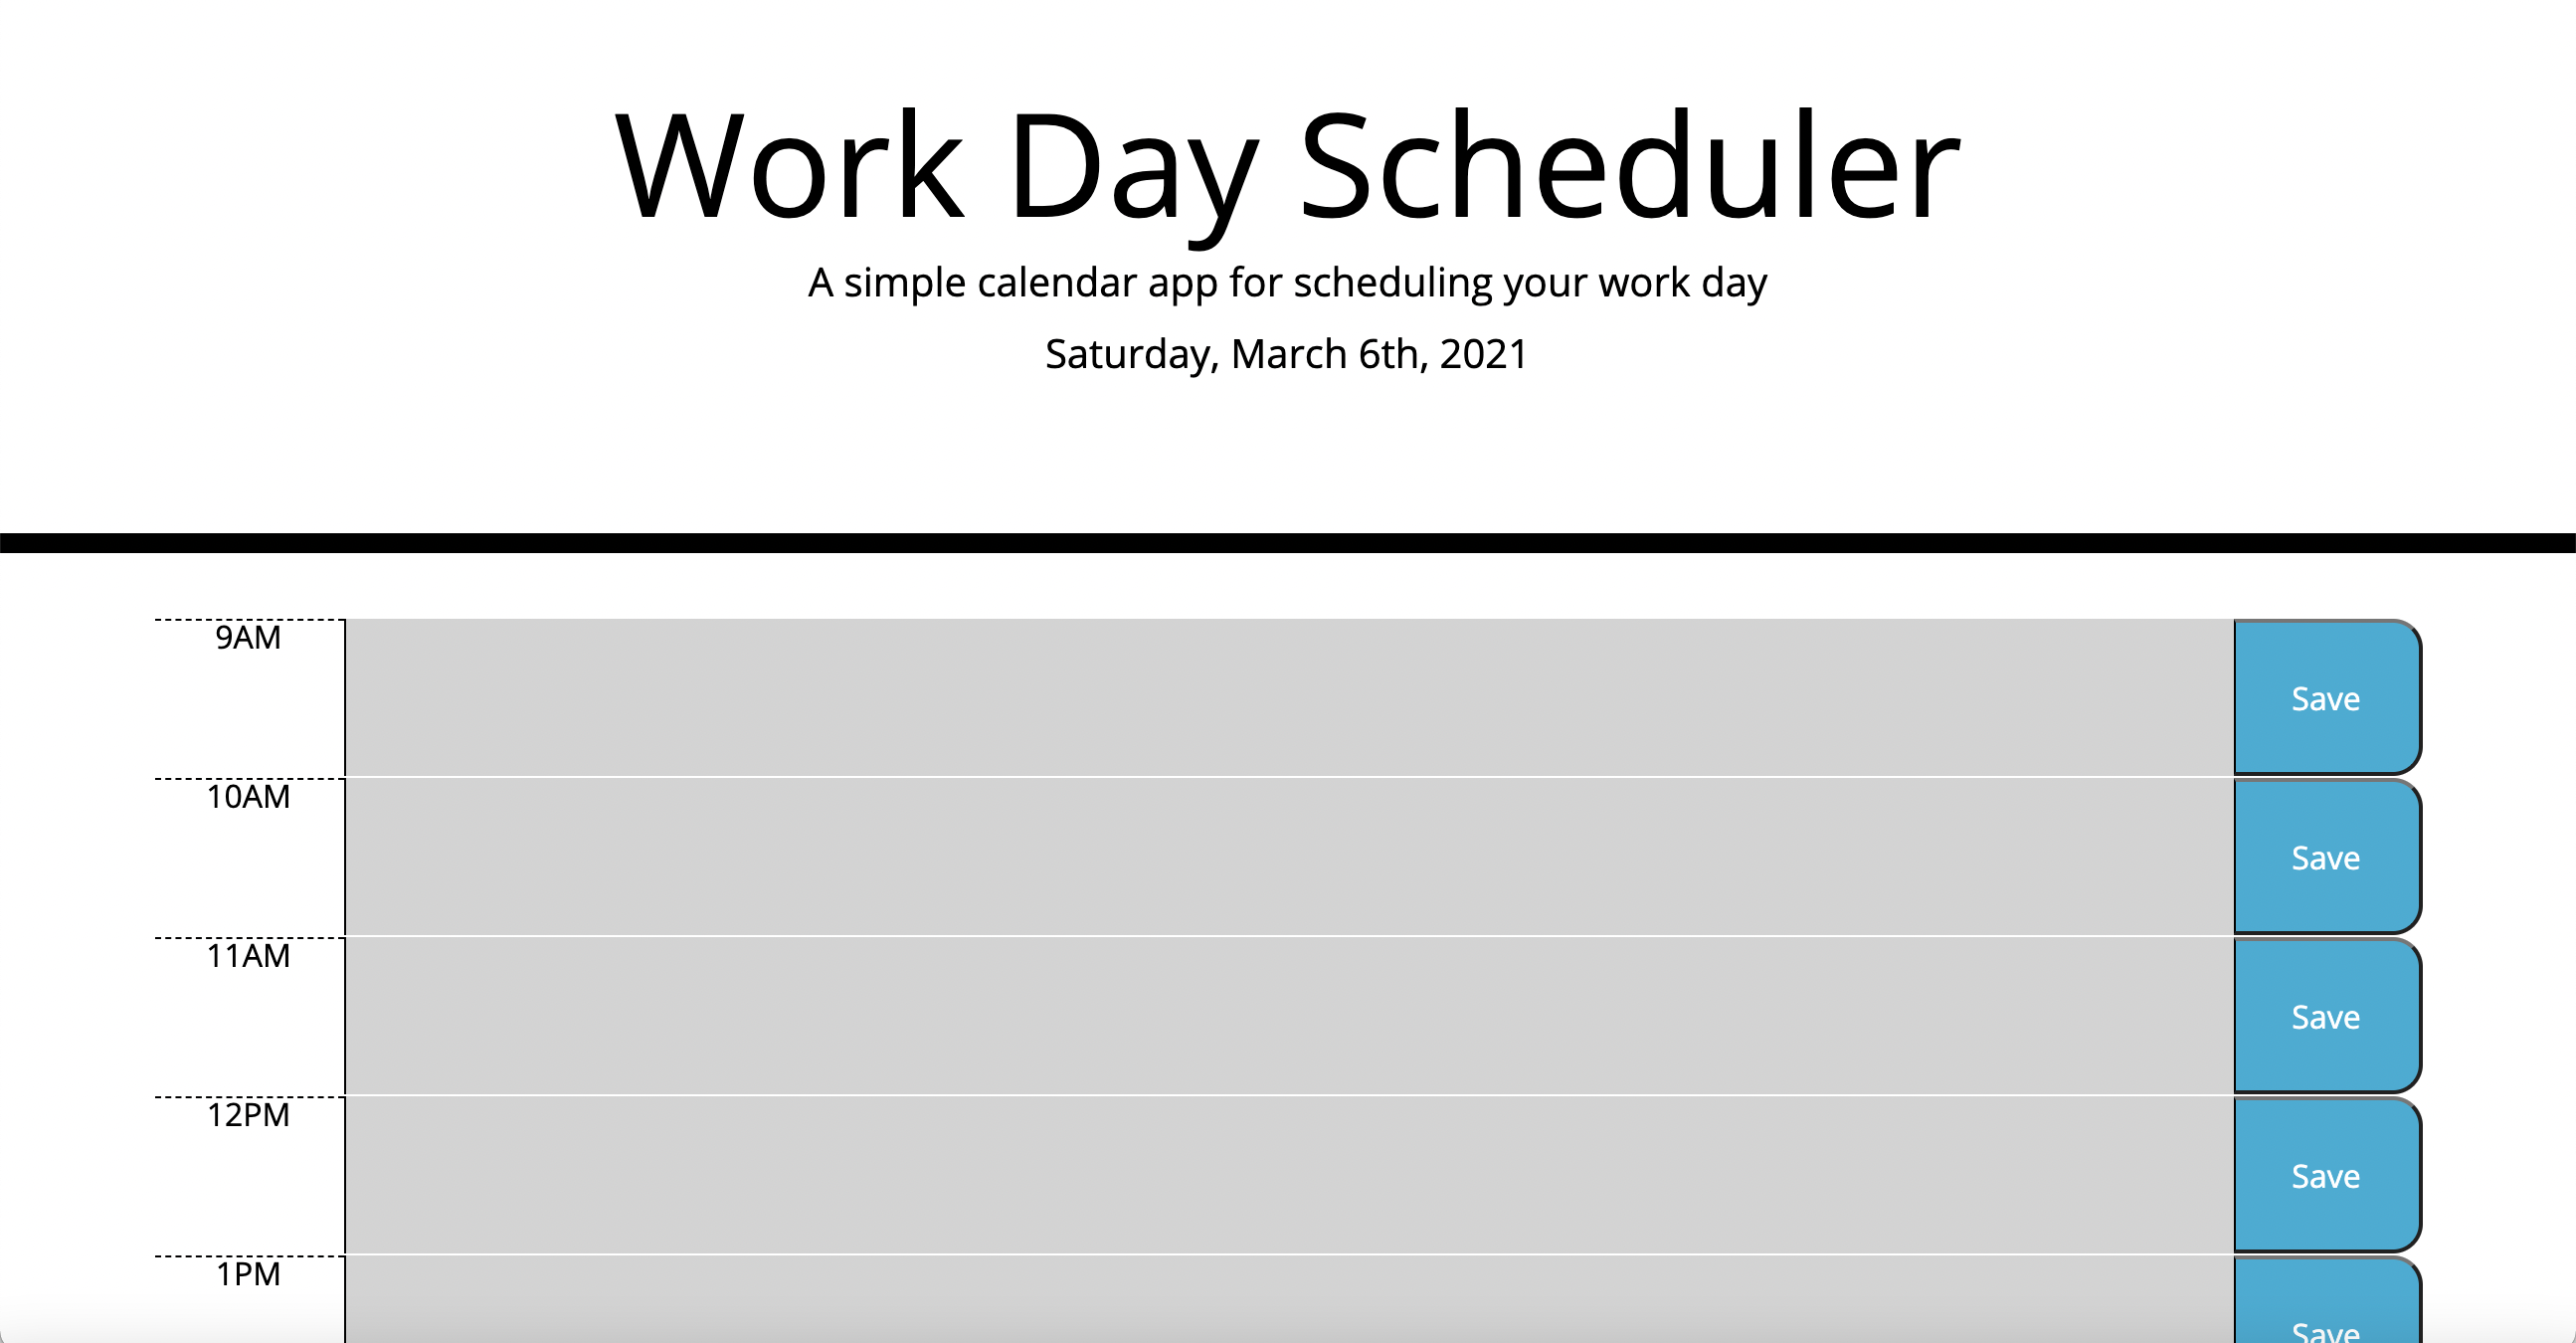 Work Day Scheduler
A simple calendar app for scheduling your work day
Saturday, March 6th, 2021
9AM
Save
10AM
Save
11AM
Save
12PM
Save
1PM
Save